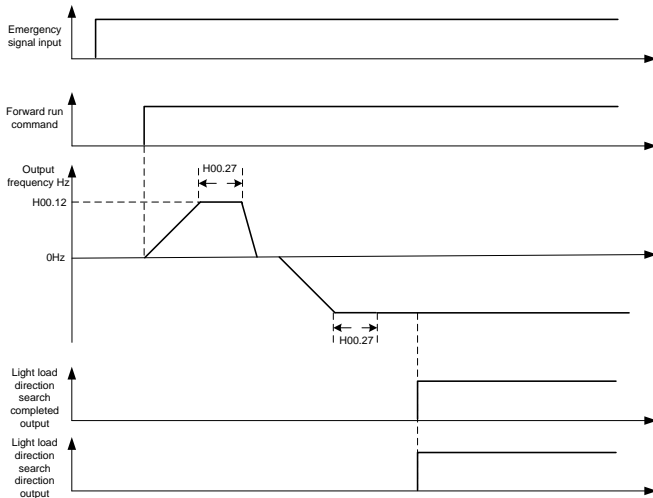 Emergency
signal input
Forward run
command
Output
frequency Hz
H00.27
H00.12
0Hz
H00.27
Light load
direction
search
completed
output
Light load
direction
search
direction
output